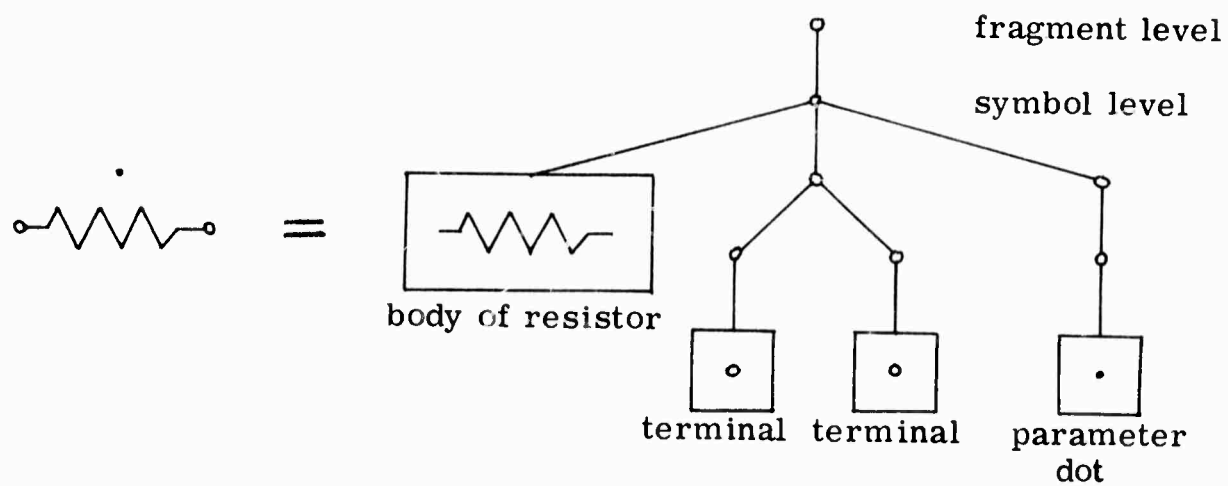 fragment level
symbol level
=
body of resistor
terminal
terminal
parameter
dot